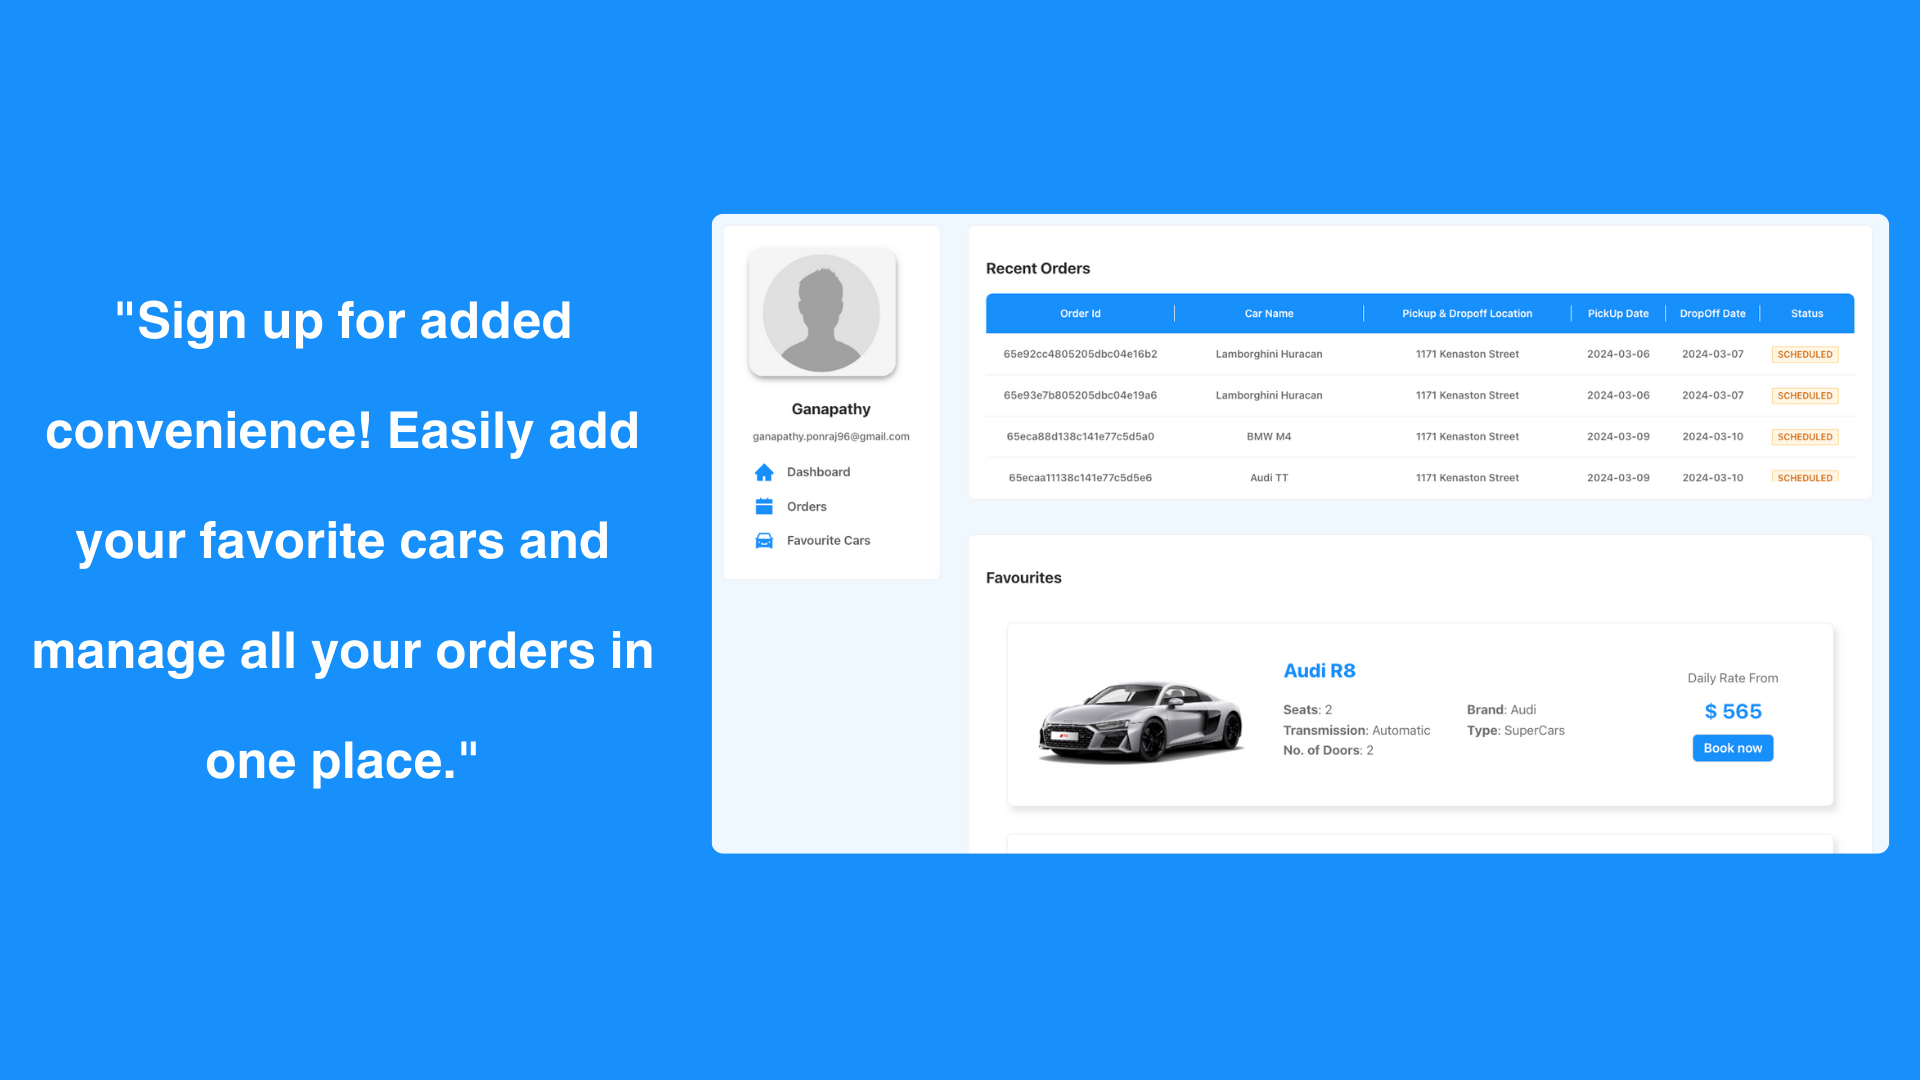 "Sign up for added
convenience! Easily add
your favorite cars and
manage all your orders in
one place."
Ganapathy
ganapathy.ponraj96@gmail.com
Dashboard
Orders
Favourite Cars
Recent Orders
Order Id Car Name Pickup & Dropoff Location PickUp Date DropOff Date Status
65e92cc4805205dbc04e16b2 Lamborghini Huracan 1171 Kenaston Street 2024-03-06 2024-03-07 SCHEDULED
65e93e7b805205dbc04e19a6 Lamborghini Huracan 1171 Kenaston Street 2024-03-06 2024-03-07 SCHEDULED
65eca88d138c141e77c5d5a0 BMW M4 1171 Kenaston Street 2024-03-09 2024-03-10 SCHEDULED
65ecaa11138c141e77c5d5e6 Audi TT 1171 Kenaston Street 2024-03-09 2024-03-10 SCHEDULED
Favourites
Audi R8
Seats: 2 Brand: Audi
Transmission: Automatic Type: SuperCars
No. of Doors: 2
Daily Rate From
$ 565
Book now